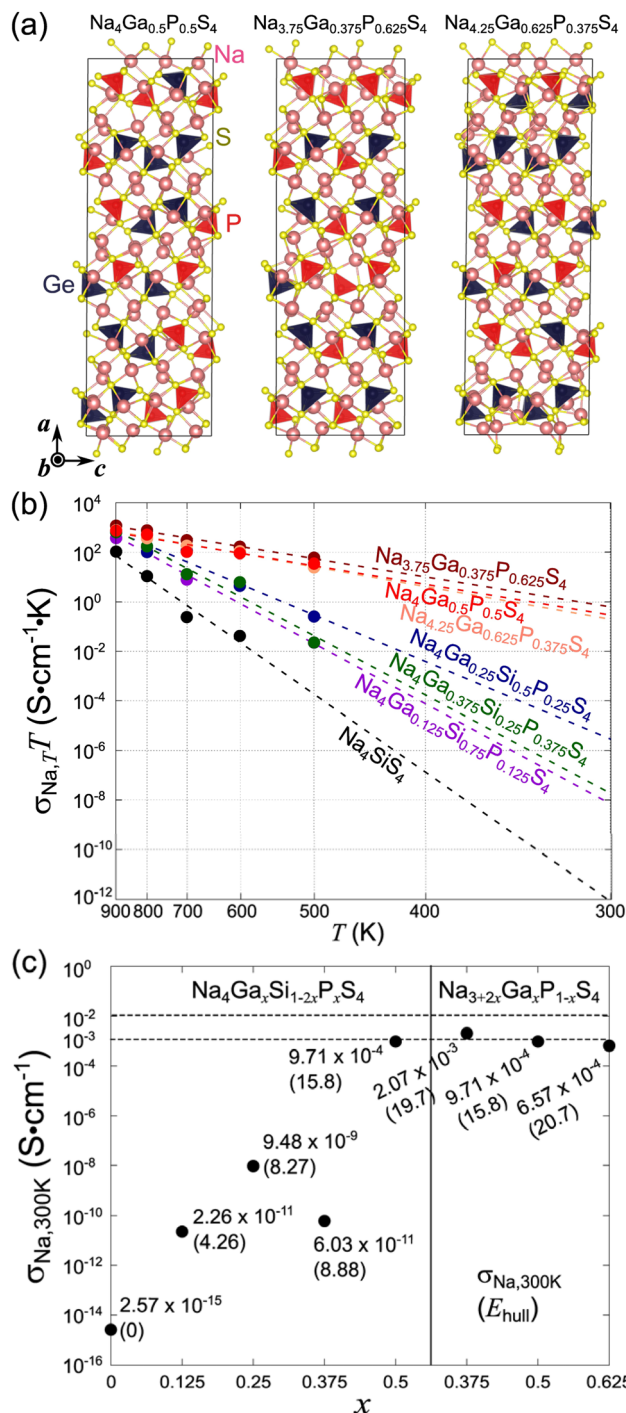 (a)
Na₄Ga₀.₅P₀.₅S₄ Na₃.₇₅Ga₀.₃₇₅P₀.₆₂₅S₄ Na₄.₂₅Ga₀.₆₂₅P₀.₃₇₅S₄
Na
S
P
Ge
a
b c
(b)
σNa,TT (S•cm⁻¹•K)
10⁴
10²
10⁰
10⁻²
10⁻⁴
10⁻⁶
10⁻⁸
10⁻¹⁰
10⁻¹²
Na₃.₇₅Ga₀.₃₇₅P₀.₆₂₅S₄
Na₄Ga₀.₅P₀.₅S₄
Na₄.₂₅Ga₀.₆₂₅P₀.₃₇₅S₄
Na₄Ga₀.₂₅Si₀.₅P₀.₂₅S₄
Na₄Ga₀.₃₇₅Si₀.₂₅P₀.₃₇₅S₄
Na₄Ga₀.₁₂₅Si₀.₇₅P₀.₁₂₅S₄
Na₄SiS₄
900 800 700 600 500 400 300
T (K)
(c)
σNa,300K (S•cm⁻¹)
10⁰
10⁻²
10⁻³
10⁻⁴
10⁻⁶
10⁻⁸
10⁻¹⁰
10⁻¹²
10⁻¹⁴
10⁻¹⁶
Na₄GaₓSi₁₋₂ₓPₓS₄ Na₃₊₂ₓGaₓP₁₋ₓS₄
9.71 x 10⁻⁴
(15.8)
2.07 x 10⁻³
(19.7)
9.71 x 10⁻⁴
(15.8)
6.57 x 10⁻⁴
(20.7)
9.48 x 10⁻⁹
(8.27)
2.26 x 10⁻¹¹
(4.26)
6.03 x 10⁻¹¹
(8.88)
2.57 x 10⁻¹⁵
(0)
σNa,300K
(Ehull)
0 0.125 0.25 0.375 0.5 0.375 0.5 0.625
x